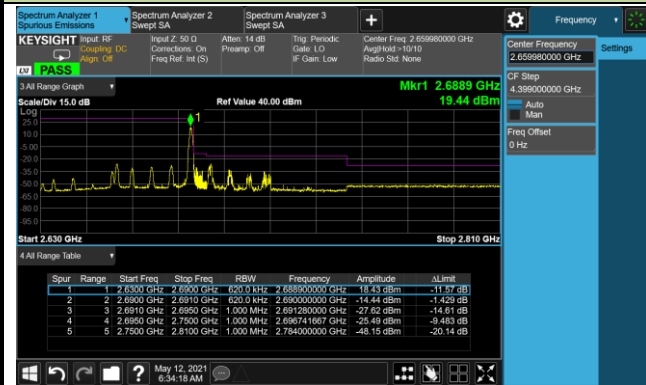 Spectrum Analyzer 1
Spurious Emissions
Spectrum Analyzer 2
Swept SA
Spectrum Analyzer 3
Swept SA
+
Frequency
KEYSIGHT
Input: RF
Coupling: DC
Align: Off
Input Z: 50 Ω
Corrections: On
Freq Ref: Int (S)
Atten: 14 dB
Preamp: Off
Trig: Periodic
Gate: LO
IF Gain: Low
Center Freq: 2.659980000 GHz
Avg|Hold:>10/10
Radio Std: None
LXI PASS
Center Frequency
2.659980000 GHz
Settings
CF Step
4.399000000 GHz
Auto
Man
Freq Offset
0 Hz
3 All Range Graph
Mkr1 2.6889 GHz
19.44 dBm
Scale/Div 15.0 dB
Ref Value 40.00 dBm
Log
25.0
10.0
-5.00
-20.0
-35.0
-50.0
-65.0
-80.0
-95.0
1
Start 2.630 GHz
Stop 2.810 GHz
4 All Range Table
Spur Range Start Freq Stop Freq RBW Frequency Amplitude ΔLimit
1 1 2.6300 GHz 2.6900 GHz 620.0 kHz 2.688900000 GHz 18.43 dBm -11.57 dB
2 2 2.6900 GHz 2.6910 GHz 620.0 kHz 2.690000000 GHz -14.44 dBm -1.429 dB
3 3 2.6910 GHz 2.6950 GHz 1.000 MHz 2.691280000 GHz -27.62 dBm -14.61 dB
4 4 2.6950 GHz 2.7500 GHz 1.000 MHz 2.696741667 GHz -25.49 dBm -9.483 dB
5 5 2.7500 GHz 2.8100 GHz 1.000 MHz 2.784000000 GHz -48.15 dBm -20.14 dB
?
May 12, 2021
6:34:18 AM